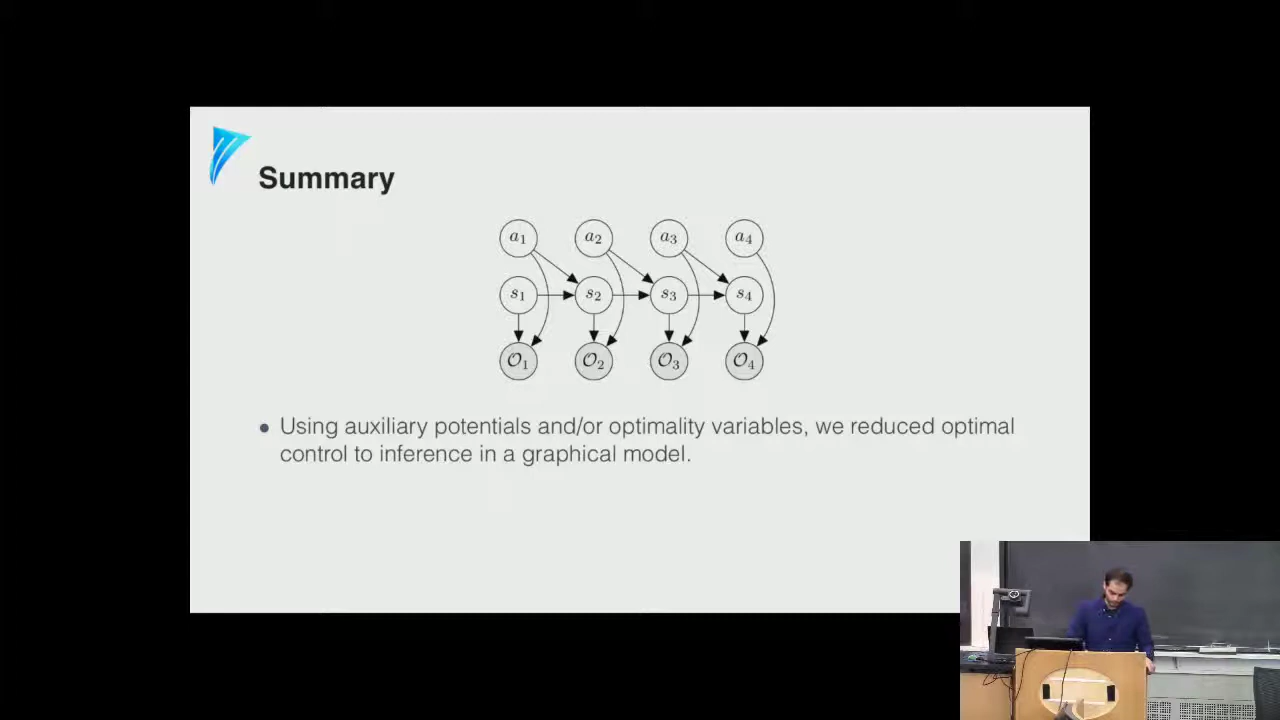 Summary
a1 a2 a3 a4
s1 s2 s3 s4
𝒪1 𝒪2 𝒪3 𝒪4
• Using auxiliary potentials and/or optimality variables, we reduced optimal
control to inference in a graphical model.